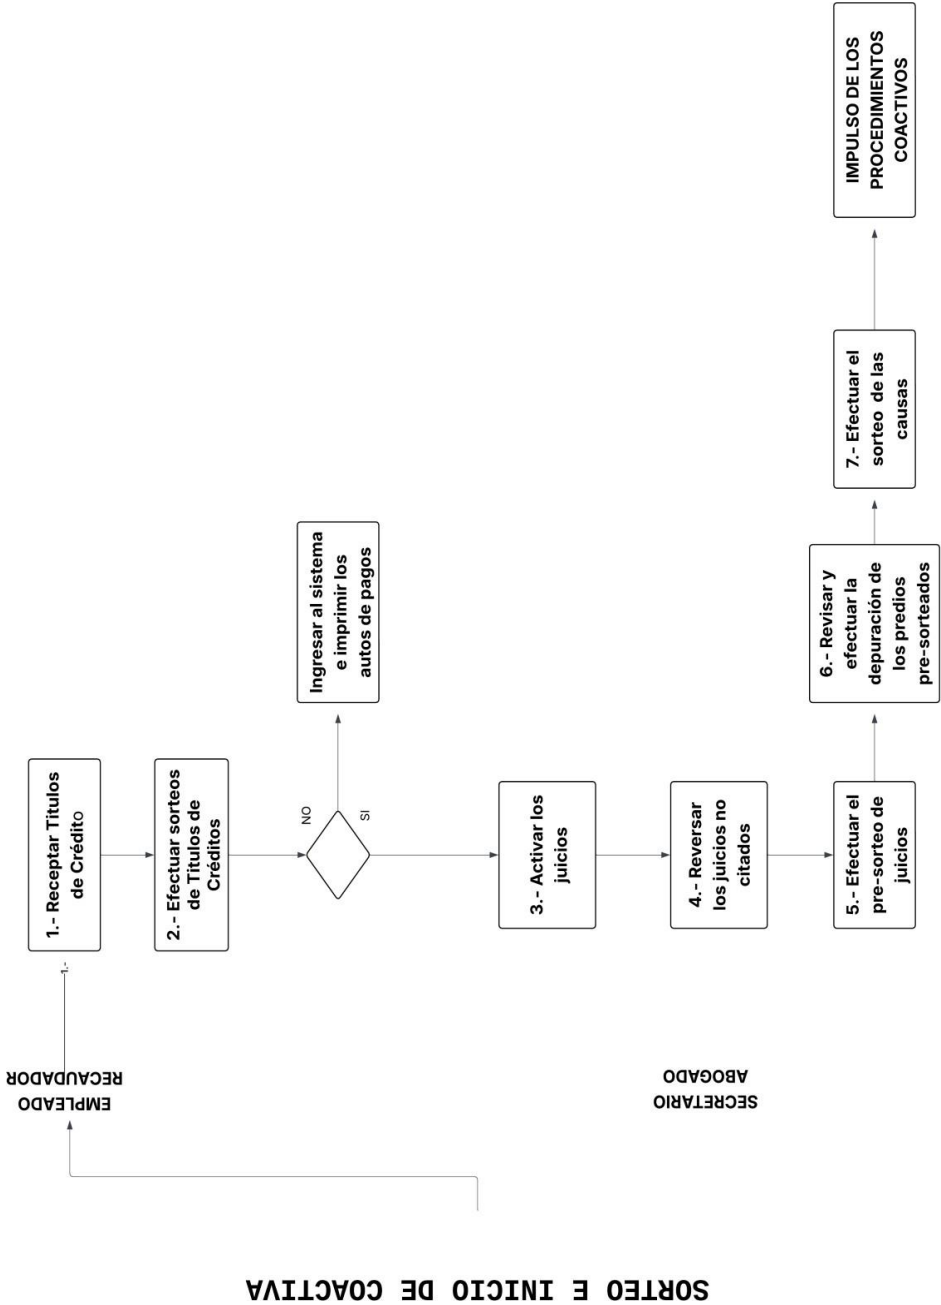 SORTEO E INICIO DE COACTIVA
EMPLEADO
RECAUDADOR
1.-
1.- Receptar Titulos
de Crédito
2.- Efectuar sorteos
de Titulos de
Créditos
NO
SI
Ingresar al sistema
e imprimir los
autos de pagos
SECRETARIO
ABOGADO
3.- Activar los
juicios
4.- Reversar
los juicios no
citados
5.- Efectuar el
pre-sorteo de
juicios
6.- Revisar y
efectuar la
depuración de
los predios
pre-sorteados
7.- Efectuar el
sorteo de las
causas
IMPULSO DE LOS
PROCEDIMIENTOS
COACTIVOS